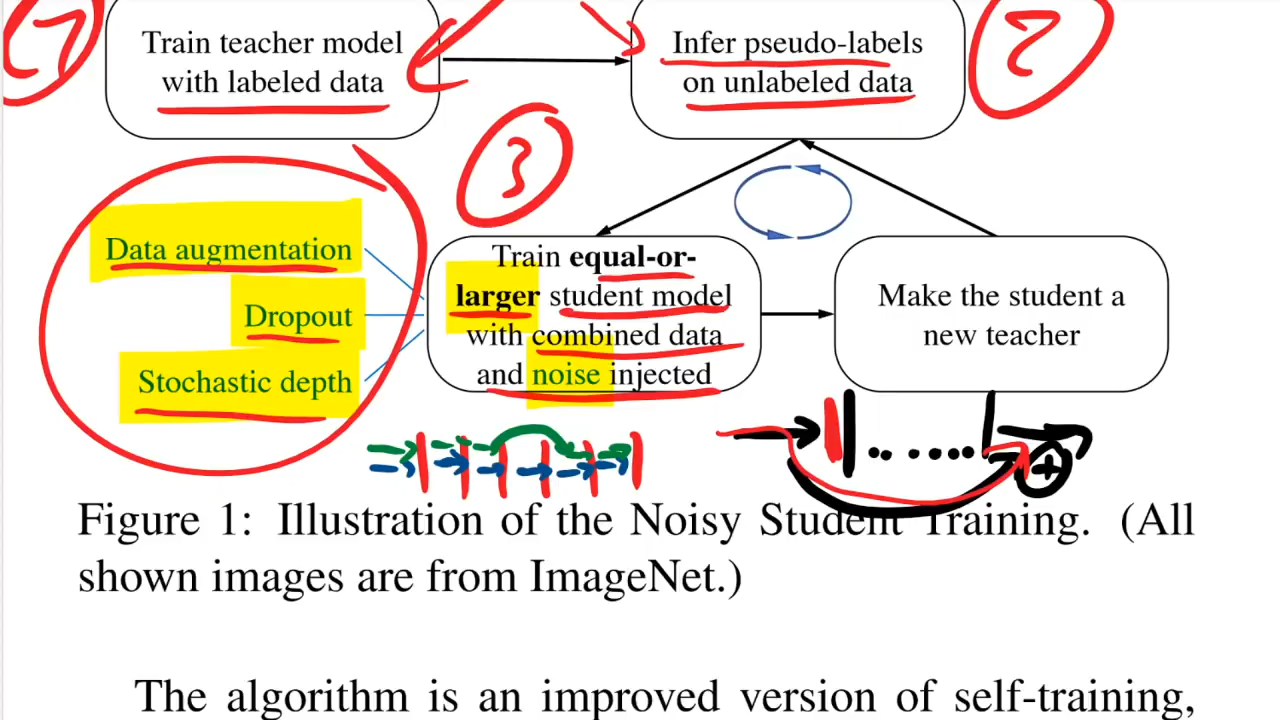 1
Train teacher model
with labeled data
Infer pseudo-labels
on unlabeled data
2
3
Data augmentation
Dropout
Stochastic depth
Train equal-or-
larger student model
with combined data
and noise injected
Make the student a
new teacher
+
Figure 1: Illustration of the Noisy Student Training. (All
shown images are from ImageNet.)
The algorithm is an improved version of self-training,